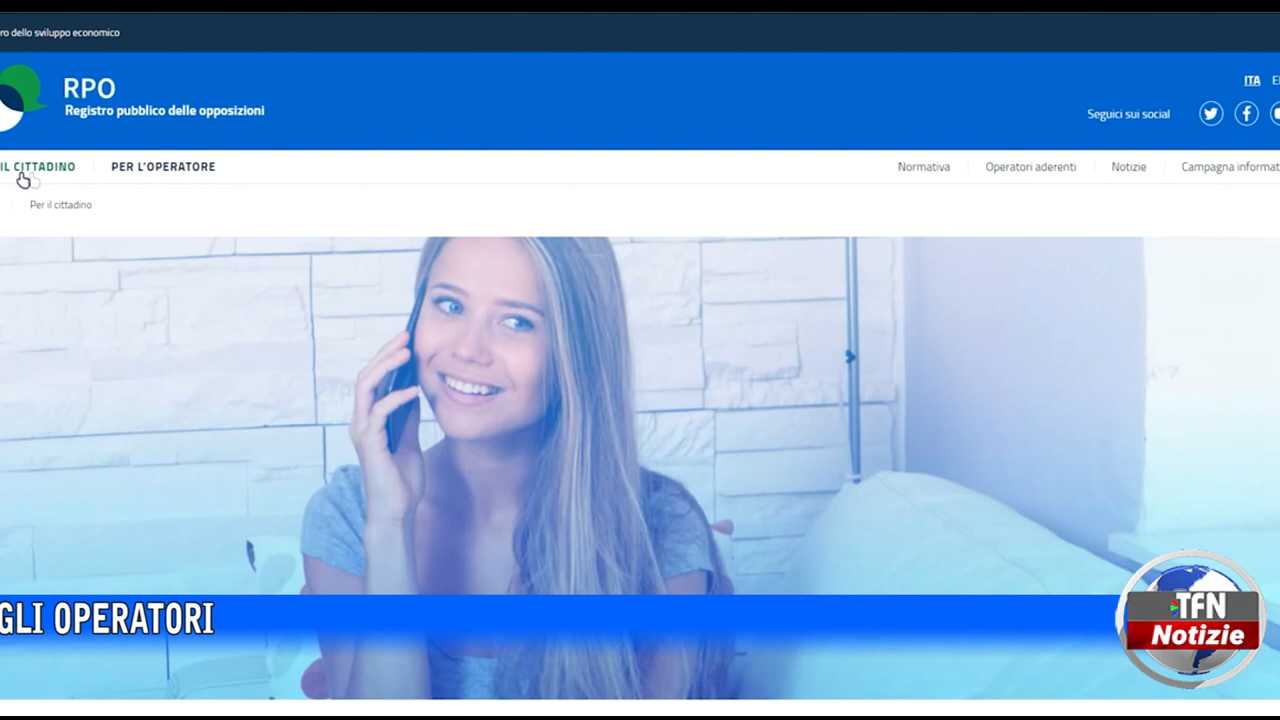 ro dello sviluppo economico
RPO
Registro pubblico delle opposizioni
ITA
Seguici sui social
IL CITTADINO
PER L'OPERATORE
Normativa
Operatori aderenti
Notizie
Campagna informat
Per il cittadino
GLI OPERATORI
TFN
Notizie